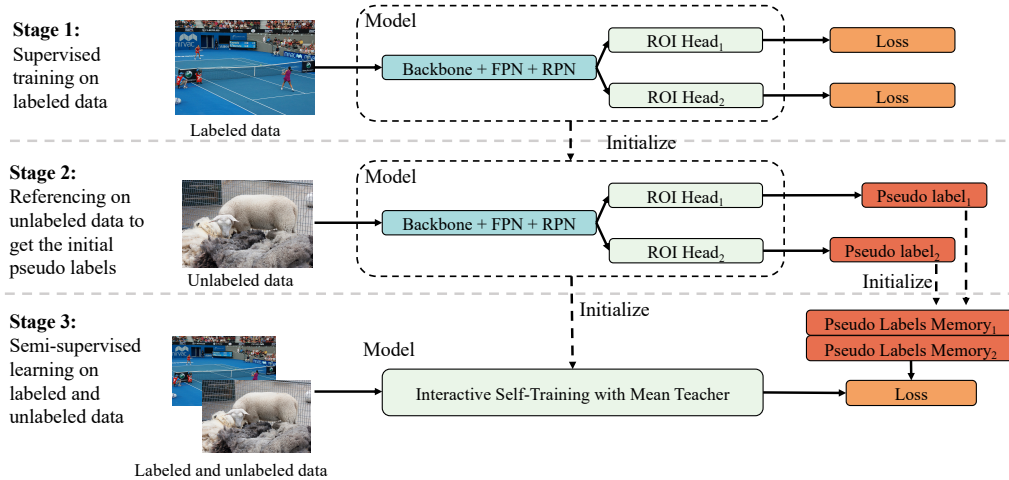 Stage 1:
Supervised
training on
labeled data
Labeled data
Model
Backbone + FPN + RPN
ROI Head₁
ROI Head₂
Loss
Loss
Initialize
Stage 2:
Referencing on
unlabeled data to
get the initial
pseudo labels
Unlabeled data
Model
Backbone + FPN + RPN
ROI Head₁
ROI Head₂
Pseudo label₁
Pseudo label₂
Initialize
Initialize
Stage 3:
Semi-supervised
learning on
labeled and
unlabeled data
Labeled and unlabeled data
Model
Interactive Self-Training with Mean Teacher
Pseudo Labels Memory₁
Pseudo Labels Memory₂
Loss